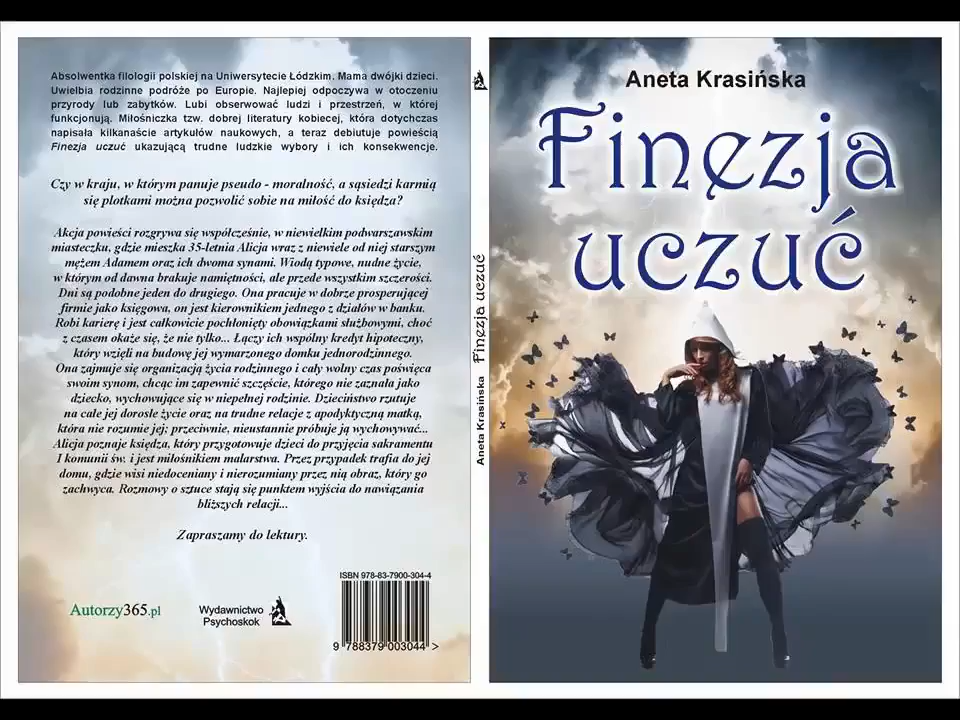 Absolwentka filologii polskiej na Uniwersytecie Łódzkim. Mama dwójki dzieci.
Uwielbia rodzinne podróże po Europie. Najlepiej odpoczywa w otoczeniu
przyrody lub zabytków. Lubi obserwować ludzi i przestrzeń, w której
funkcjonują. Miłośniczka tzw. dobrej literatury kobiecej, która dotychczas
napisała kilkanaście artykułów naukowych, a teraz debiutuje powieścią
Finezja uczuć ukazującą trudne ludzkie wybory i ich konsekwencje.
Czy w kraju, w którym panuje pseudo - moralność, a sąsiedzi karmią
się plotkami można pozwolić sobie na miłość do księdza?
Akcja powieści rozgrywa się współcześnie, w niewielkim podwarszawskim
miasteczku, gdzie mieszka 35-letnia Alicja wraz z niewiele od niej starszym
mężem Adamem oraz ich dwoma synami. Wiodą typowe, nudne życie,
w którym od dawna brakuje namiętności, ale przede wszystkim szczerości.
Dni są podobne jeden do drugiego. Ona pracuje w dobrze prosperującej
firmie jako księgowa, on jest kierownikiem jednego z działów w banku.
Robi karierę i jest całkowicie pochłonięty obowiązkami służbowymi, choć
z czasem okaże się, że nie tylko... Łączy ich wspólny kredyt hipoteczny,
który wzięli na budowę jej wymarzonego domku jednorodzinnego.
Ona zajmuje się organizacją życia rodzinnego i cały wolny czas poświęca
swoim synom, chcąc im zapewnić szczęście, którego nie zaznała jako
dziecko, wychowujące się w niepełnej rodzinie. Dzieciństwo rzutuje
na całe jej dorosłe życie oraz na trudne relacje z apodyktyczną matką,
która nie rozumie jej; przeciwnie, nieustannie próbuje ją wychowywać...
Alicja poznaje księdza, który przygotowuje dzieci do przyjęcia sakramentu
I komunii św. i jest miłośnikiem malarstwa. Przez przypadek trafia do jej
domu, gdzie wisi niedoceniany i nierozumiany przez nią obraz, który go
zachwyca. Rozmowy o sztuce stają się punktem wyjścia do nawiązania
bliższych relacji...
Zapraszamy do lektury.
Autorzy365.pl
Wydawnictwo
Psychoskok
ISBN 978-83-7900-304-4
9 788379 003044 >
Aneta Krasińska Finezja uczuć
Aneta Krasińska
Finęzja
uczuć